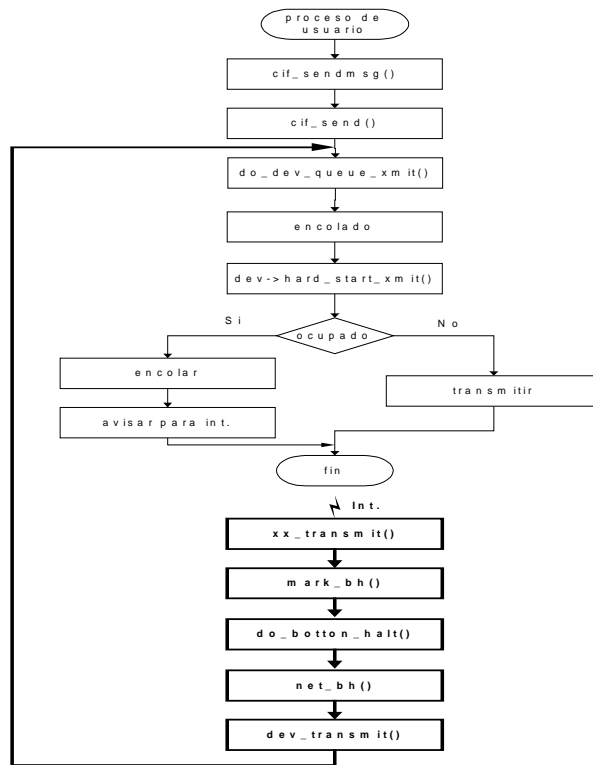 proceso de
usuario
cif_sendmsg()
cif_send()
do_dev_queue_xmit()
encolado
dev->hard_start_xmit()
Si
No
ocupado
encolar
transmitir
avisar para int.
fin
Int.
xx_transmit()
mark_bh()
do_botton_halt()
net_bh()
dev_transmit()